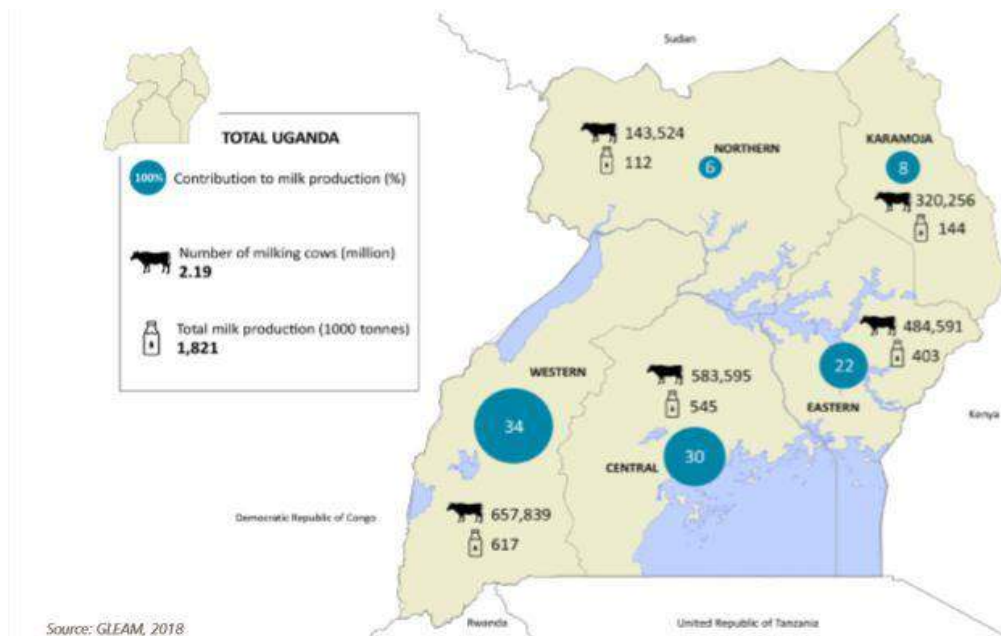 Sudan
TOTAL UGANDA
100% Contribution to milk production (%)
Number of milking cows (million)
2.19
Total milk production (1000 tonnes)
1,821
143,524
112
NORTHERN
6
KARAMOJA
8
320,256
144
484,591
403
22
EASTERN
Kenya
WESTERN
34
583,595
545
CENTRAL
30
657,839
617
Democratic Republic of Congo
Rwanda
United Republic of Tanzania
Source: GLEAM, 2018